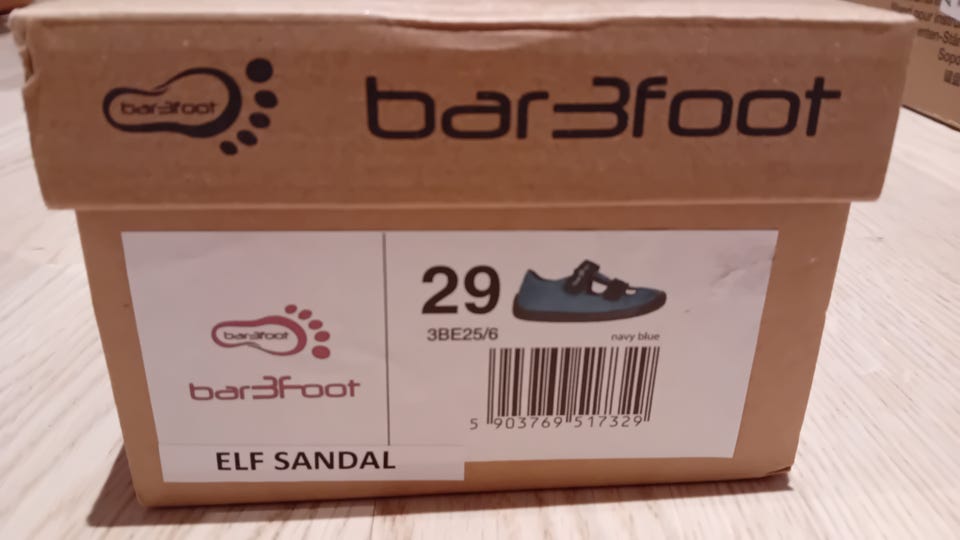 bar3foot
bar3foot
29
3BE25/6
navy blue
bar3foot
bar3foot
5 903769 517329
ELF SANDAL